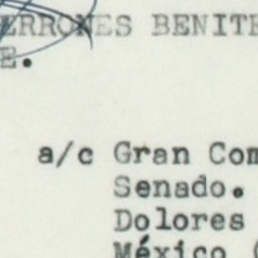 ERRONES BENITE
E.
a/c Gran Com
Senado.
Dolores
México